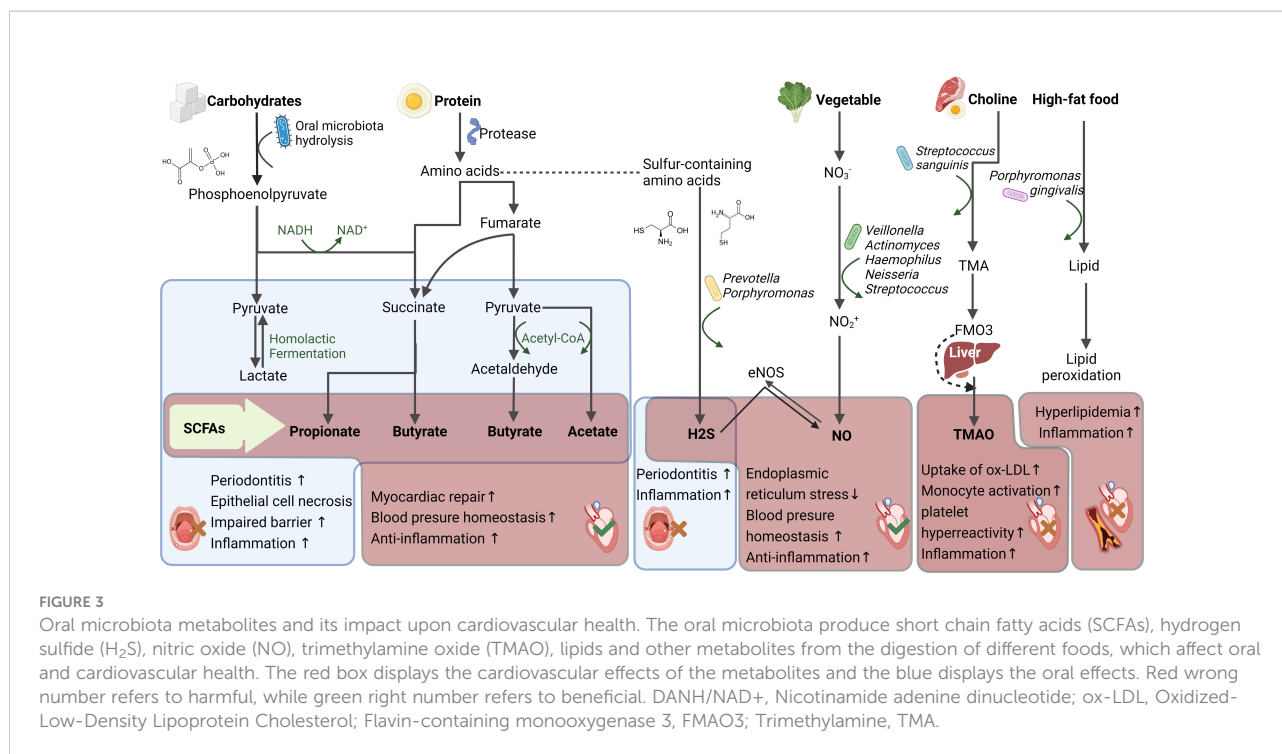 Carbohydrates
Oral microbiota
hydrolysis
HO
O
O
OH
OH
Phosphoenolpyruvate
NADH
NAD⁺
Pyruvate
Homolactic
Fermentation
Lactate
Protein
Protease
Amino acids
Fumarate
Succinate
Pyruvate
Acetyl-CoA
Acetaldehyde
SCFAs
Propionate
Butyrate
Butyrate
Acetate
Periodontitis ↑
Epithelial cell necrosis
Impaired barrier ↑
Inflammation ↑
Myocardiac repair↑
Blood presure homeostasis↑
Anti-inflammation ↑
Sulfur-containing
amino acids
HS
O
OH
NH₂
H₂N
O
OH
SH
Prevotella
Porphyromonas
H2S
Periodontitis ↑
Inflammation↑
Vegetable
NO₃⁻
Veillonella
Actinomyces
Haemophilus
Neisseria
Streptococcus
NO₂⁺
eNOS
NO
Endoplasmic
reticulum stress↓
Blood presure
homeostasis ↑
Anti-inflammation↑
Choline
Streptococcus
sanguinis
TMA
FMO3
Liver
TMAO
Uptake of ox-LDL↑
Monocyte activation↑
platelet
hyperreactivity↑
Inflammation↑
High-fat food
Porphyromonas
gingivalis
Lipid
Lipid
peroxidation
Hyperlipidemia↑
Inflammation↑
FIGURE 3
Oral microbiota metabolites and its impact upon cardiovascular health. The oral microbiota produce short chain fatty acids (SCFAs), hydrogen
sulfide (H₂S), nitric oxide (NO), trimethylamine oxide (TMAO), lipids and other metabolites from the digestion of different foods, which affect oral
and cardiovascular health. The red box displays the cardiovascular effects of the metabolites and the blue displays the oral effects. Red wrong
number refers to harmful, while green right number refers to beneficial. DANH/NAD+, Nicotinamide adenine dinucleotide; ox-LDL, Oxidized-
Low-Density Lipoprotein Cholesterol; Flavin-containing monooxygenase 3, FMAO3; Trimethylamine, TMA.